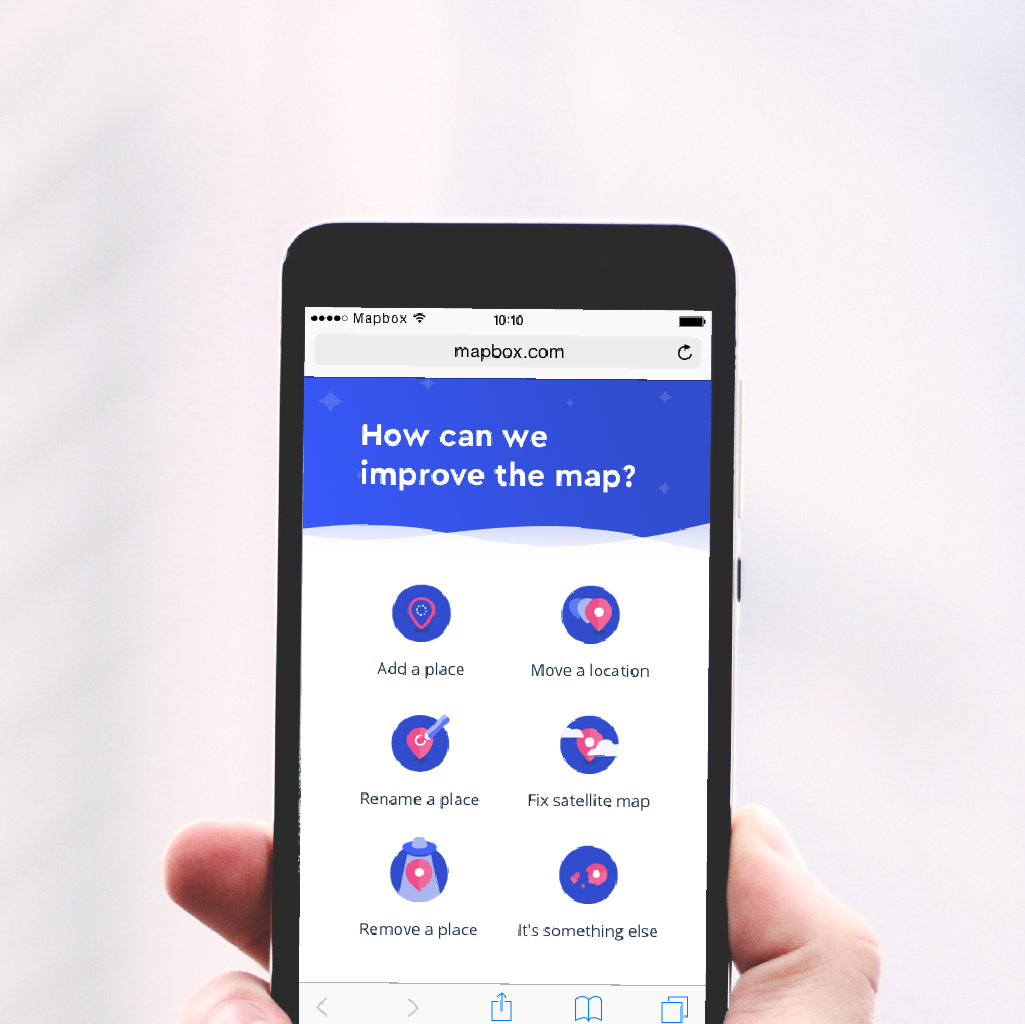 Mapbox
10:10
mapbox.com
How can we
improve the map?
Add a place
Move a location
Rename a place
Fix satellite map
Remove a place
It's something else